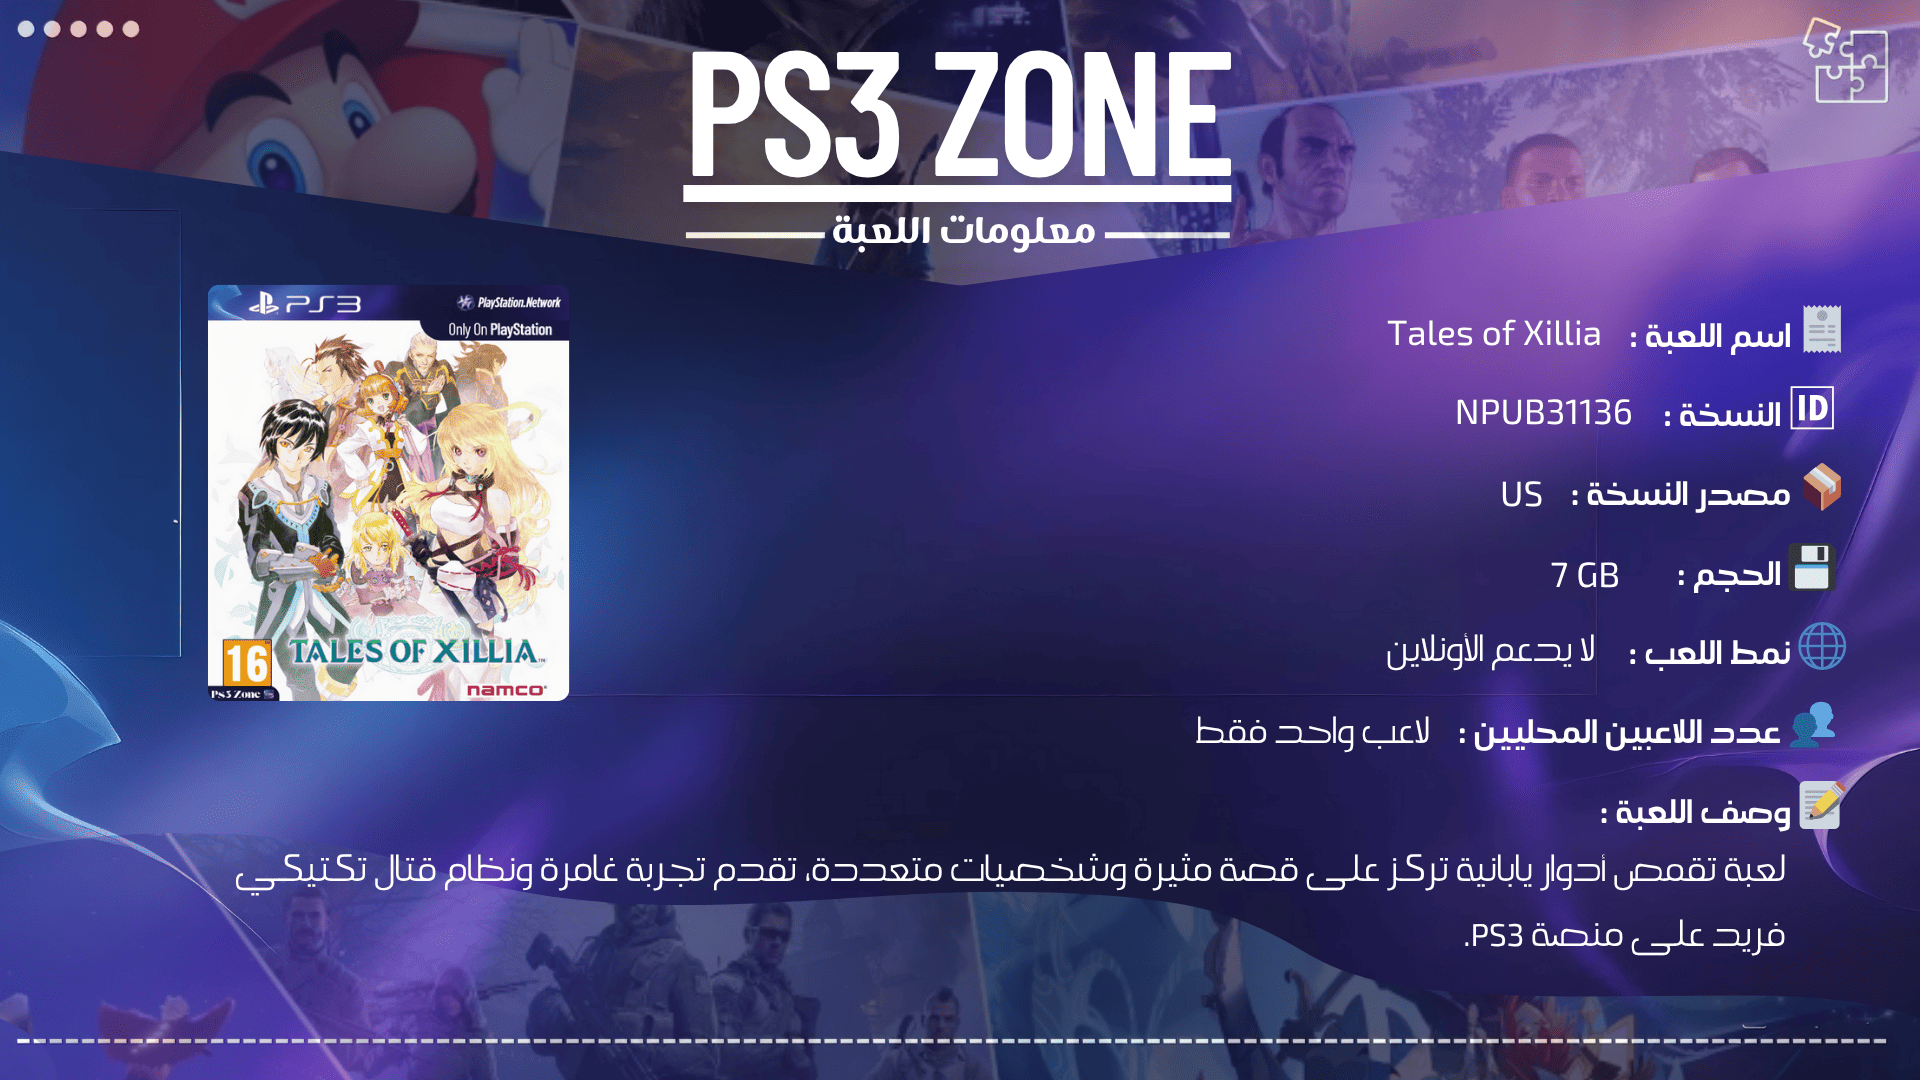 PS3 ZONE
معلومات اللعبة
PS3
PlayStation.Network
Only On PlayStation
16
TALES OF XILLIA™
namco®
Ps3 Zone
اسم اللعبة : Tales of Xillia
ID النسخة : NPUB31136
مصدر النسخة : US
الحجم : 7 GB
نمط اللعب : لا يدعم الأونلاين
عدد اللاعبين المحليين : لاعب واحد فقط
وصف اللعبة :
لعبة تقمص أدوار يابانية تركز على قصة مثيرة وشخصيات متعددة، تقدم تجربة غامرة ونظام قتال تكتيكي
فريد على منصة PS3.